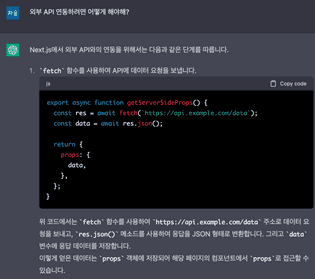 지윤
외부 API 연동하려면 어떻게 해야해?
Next.js에서 외부 API와의 연동을 위해서는 다음과 같은 단계를 따릅니다.
1. `fetch` 함수를 사용하여 API에 데이터 요청을 보냅니다.
js
Copy code
export async function getServerSideProps() {
const res = await fetch(`https://api.example.com/data`);
const data = await res.json();
return {
props: {
data,
},
};
}
위 코드에서는 `fetch` 함수를 사용하여 `https://api.example.com/data` 주소로 데이터 요
청을 보내고, `res.json()` 메소드를 사용하여 응답을 JSON 형태로 변환합니다. 그리고 `data`
변수에 응답 데이터를 저장합니다.
이렇게 얻은 데이터는 `props` 객체에 저장되어 해당 페이지의 컴포넌트에서 `props`로 접근할 수
있습니다.